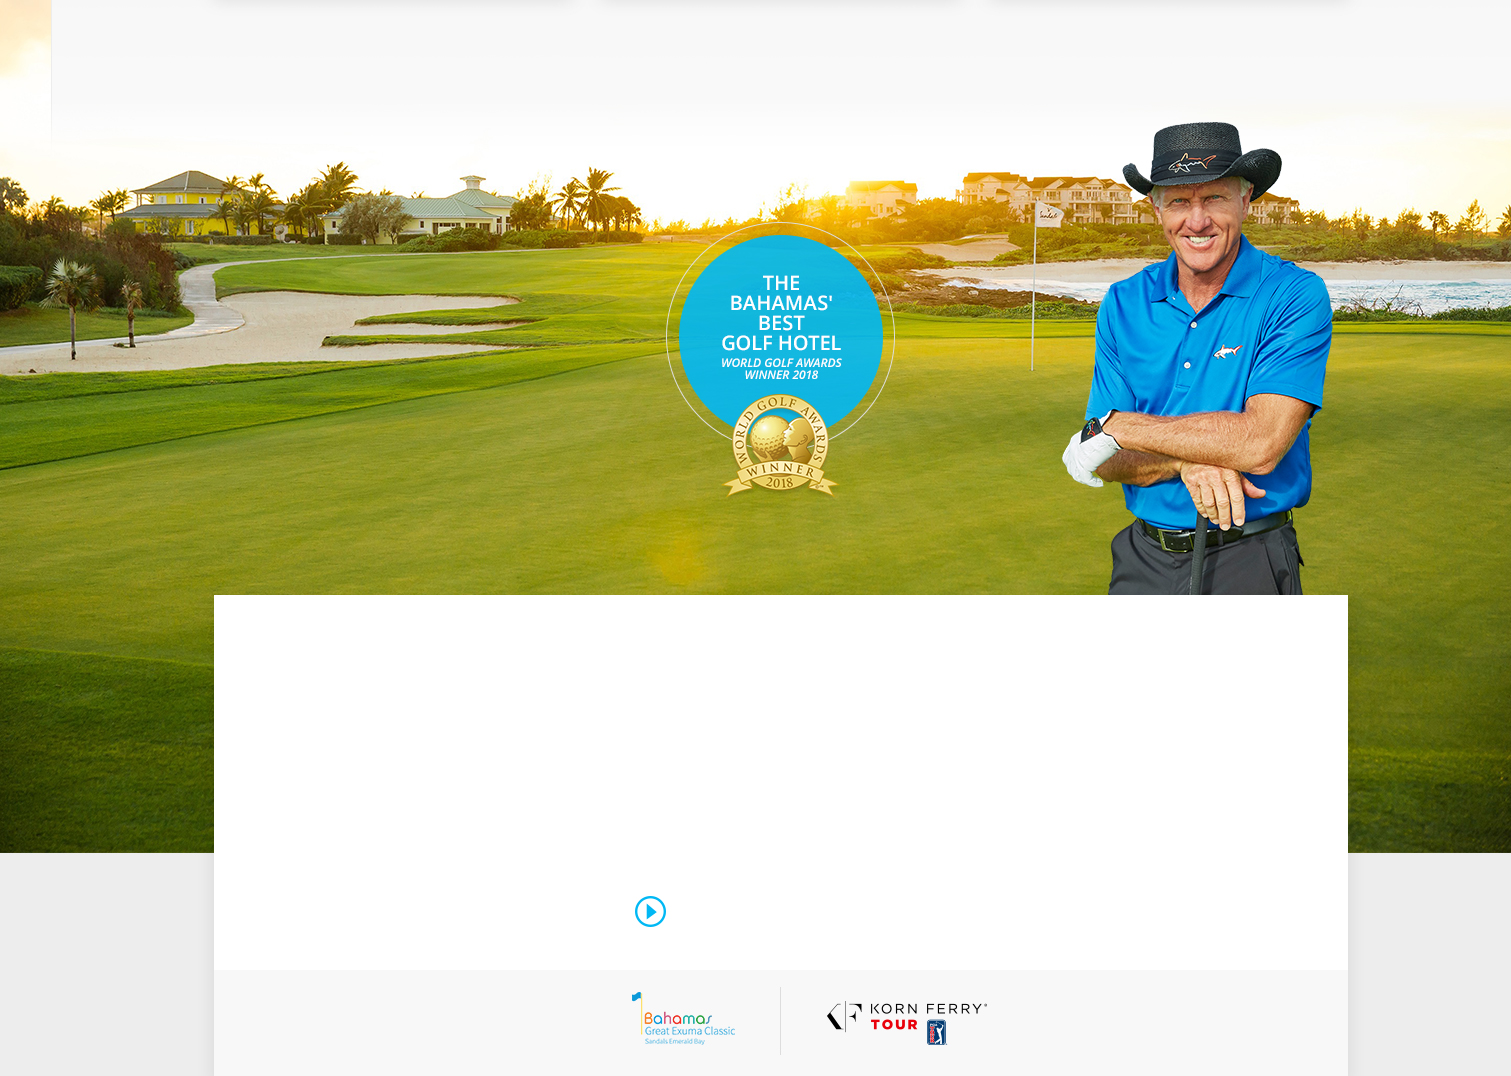 Sandals
THE
BAHAMAS'
BEST
GOLF HOTEL
WORLD GOLF AWARDS
WINNER 2018
WORLD GOLF AWARDS
WINNER
2018
Bahamas
Great Exuma Classic
Sandals Emerald Bay
KORN FERRY®
TOUR